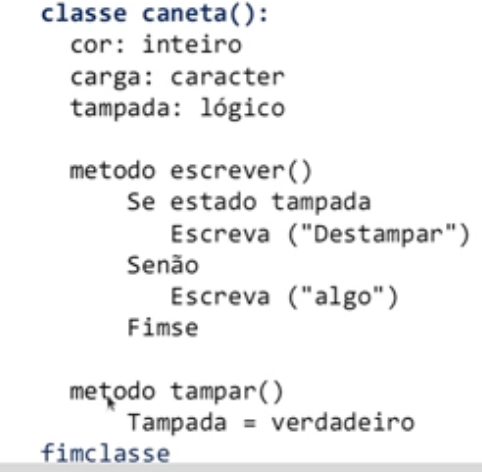 classe caneta():
cor: inteiro
carga: caracter
tampada: lógico
metodo escrever()
Se estado tampada
Escreva ("Destampar")
Senão
Escreva ("algo")
Fimse
metodo tampar()
Tampada = verdadeiro
fimclasse